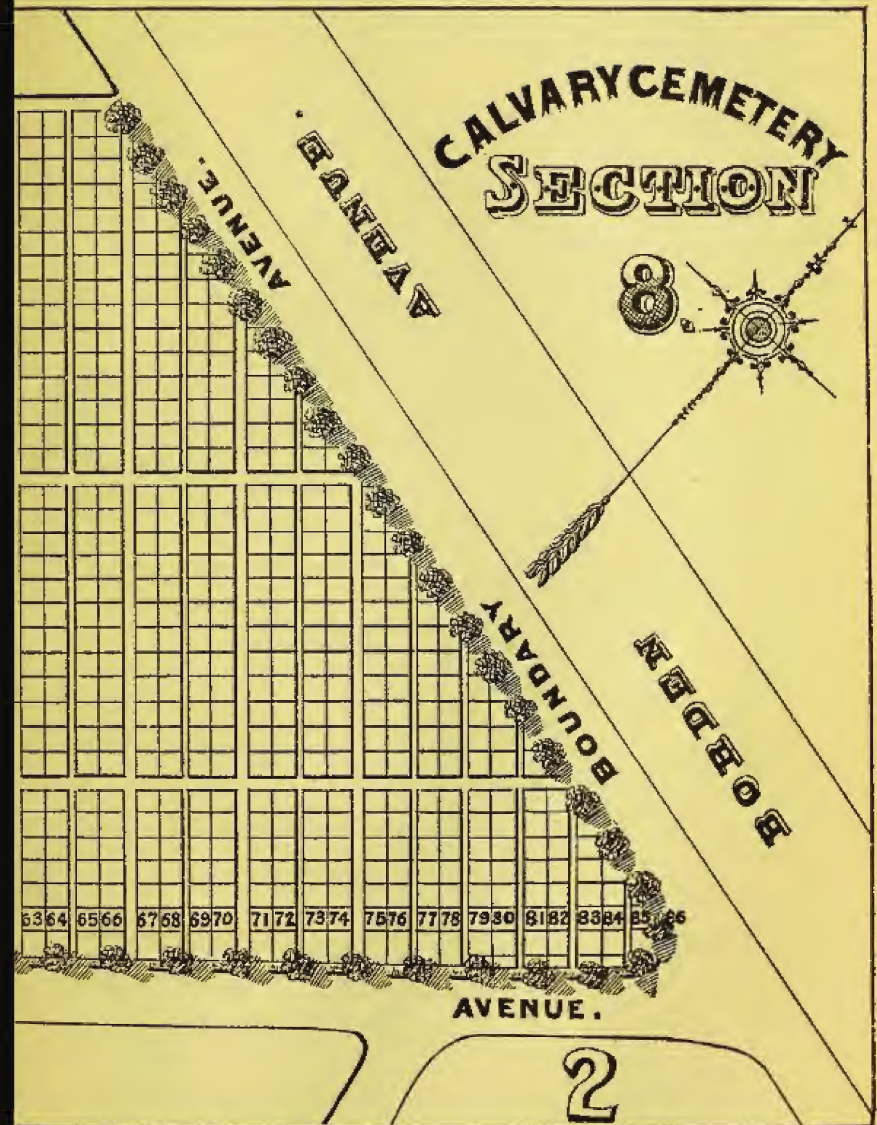 CALVARY CEMETERY
SECTION
8.
BORDEN AVENUE.
BOUNDARY AVENUE.
63 64 65 66 67 68 69 70 71 72 73 74 75 76 77 78 79 80 81 82 83 84 85 86
AVENUE.
2